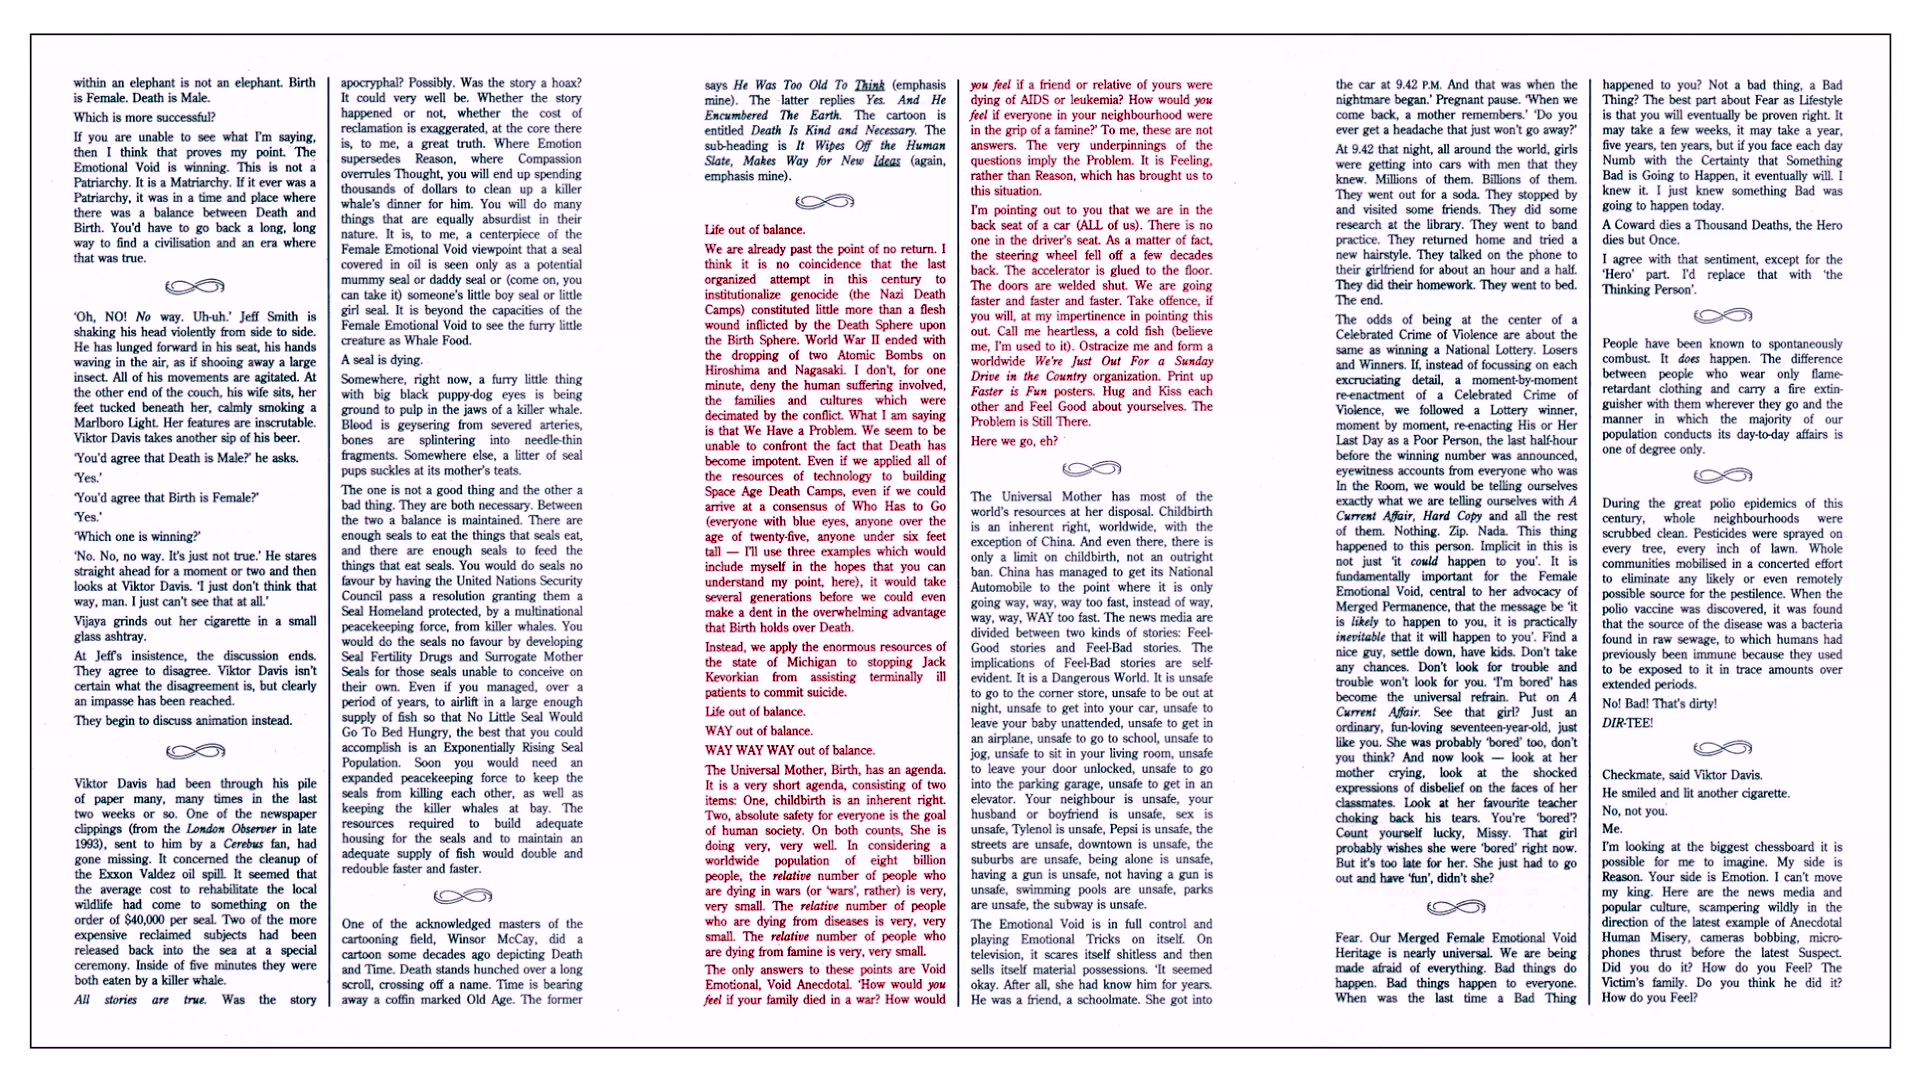 within an elephant is not an elephant. Birth
is Female. Death is Male.
Which is more successful?
If you are unable to see what I'm saying,
then I think that proves my point. The
Emotional Void is winning. This is not a
Patriarchy. It is a Matriarchy. If it ever was a
Patriarchy, it was in a time and place where
there was a balance between Death and
Birth. You'd have to go back a long, long
way to find a civilisation and an era where
that was true.
'Oh, NO! No way. Uh-uh.' Jeff Smith is
shaking his head violently from side to side.
He has lunged forward in his seat, his hands
waving in the air, as if shooing away a large
insect. All of his movements are agitated. At
the other end of the couch, his wife sits, her
feet tucked beneath her, calmly smoking a
Marlboro Light. Her features are inscrutable.
Viktor Davis takes another sip of his beer.
'You'd agree that Death is Male?' he asks.
'Yes.'
'You'd agree that Birth is Female?'
'Yes.'
'Which one is winning?'
'No. No, no way. It's just not true.' He stares
straight ahead for a moment or two and then
looks at Viktor Davis. 'I just don't think that
way, man. I just can't see that at all.'
Vijaya grinds out her cigarette in a small
glass ashtray.
At Jeff's insistence, the discussion ends.
They agree to disagree. Viktor Davis isn't
certain what the disagreement is, but clearly
an impasse has been reached.
They begin to discuss animation instead.
Viktor Davis had been through his pile
of paper many, many times in the last
two weeks or so. One of the newspaper
clippings (from the London Observer in late
1993), sent to him by a Cerebus fan, had
gone missing. It concerned the cleanup of
the Exxon Valdez oil spill. It seemed that
the average cost to rehabilitate the local
wildlife had come to something on the
order of $40,000 per seal. Two of the more
expensive reclaimed subjects had been
released back into the sea at a special
ceremony. Inside of five minutes they were
both eaten by a killer whale.
All stories are true. Was the story
apocryphal? Possibly. Was the story a hoax?
It could very well be. Whether the story
happened or not, whether the cost of
reclamation is exaggerated, at the core there
is, to me, a great truth. Where Emotion
supersedes Reason, where Compassion
overrules Thought, you will end up spending
thousands of dollars to clean up a killer
whale's dinner for him. You will do many
things that are equally absurdist in their
nature. It is, to me, a centerpiece of the
Female Emotional Void viewpoint that a seal
covered in oil is seen only as a potential
mummy seal or daddy seal or (come on, you
can take it) someone's little boy seal or little
girl seal. It is beyond the capacities of the
Female Emotional Void to see the furry little
creature as Whale Food.
A seal is dying.
Somewhere, right now, a furry little thing
with big black puppy-dog eyes is being
ground to pulp in the jaws of a killer whale.
Blood is geysering from severed arteries,
bones are splintering into needle-thin
fragments. Somewhere else, a litter of seal
pups suckles at its mother's teats.
The one is not a good thing and the other a
bad thing. They are both necessary. Between
the two a balance is maintained. There are
enough seals to eat the things that seals eat,
and there are enough seals to feed the
things that eat seals. You would do seals no
favour by having the United Nations Security
Council pass a resolution granting them a
Seal Homeland protected, by a multinational
peacekeeping force, from killer whales. You
would do the seals no favour by developing
Seal Fertility Drugs and Surrogate Mother
Seals for those seals unable to conceive on
their own. Even if you managed, over a
period of years, to airlift in a large enough
supply of fish so that No Little Seal Would
Go To Bed Hungry, the best that you could
accomplish is an Exponentially Rising Seal
Population. Soon you would need an
expanded peacekeeping force to keep the
seals from killing each other, as well as
keeping the killer whales at bay. The
resources required to build adequate
housing for the seals and to maintain an
adequate supply of fish would double and
redouble faster and faster.
One of the acknowledged masters of the
cartooning field, Winsor McCay, did a
cartoon some decades ago depicting Death
and Time. Death stands hunched over a long
scroll, crossing off a name. Time is bearing
away a coffin marked Old Age. The former
says He Was Too Old To Think (emphasis
mine). The latter replies Yes. And He
Encumbered The Earth. The cartoon is
entitled Death Is Kind and Necessary. The
sub-heading is It Wipes Off the Human
Slate, Makes Way for New Ideas (again,
emphasis mine).
Life out of balance.
We are already past the point of no return. I
think it is no coincidence that the last
organized attempt in this century to
institutionalize genocide (the Nazi Death
Camps) constituted little more than a flesh
wound inflicted by the Death Sphere upon
the Birth Sphere. World War II ended with
the dropping of two Atomic Bombs on
Hiroshima and Nagasaki. I don't, for one
minute, deny the human suffering involved,
the families and cultures which were
decimated by the conflict. What I am saying
is that We Have a Problem. We seem to be
unable to confront the fact that Death has
become impotent. Even if we applied all of
the resources of technology to building
Space Age Death Camps, even if we could
arrive at a consensus of Who Has to Go
(everyone with blue eyes, anyone over the
age of twenty-five, anyone under six feet
tall — I'll use three examples which would
include myself in the hopes that you can
understand my point, here), it would take
several generations before we could even
make a dent in the overwhelming advantage
that Birth holds over Death.
Instead, we apply the enormous resources of
the state of Michigan to stopping Jack
Kevorkian from assisting terminally ill
patients to commit suicide.
Life out of balance.
WAY out of balance.
WAY WAY WAY out of balance.
The Universal Mother, Birth, has an agenda.
It is a very short agenda, consisting of two
items: One, childbirth is an inherent right.
Two, absolute safety for everyone is the goal
of human society. On both counts, She is
doing very, very well. In considering a
worldwide population of eight billion
people, the relative number of people who
are dying in wars (or 'wars', rather) is very,
very small. The relative number of people
who are dying from diseases is very, very
small. The relative number of people who
are dying from famine is very, very small.
The only answers to these points are Void
Emotional, Void Anecdotal. 'How would you
feel if your family died in a war? How would
you feel if a friend or relative of yours were
dying of AIDS or leukemia? How would you
feel if everyone in your neighbourhood were
in the grip of a famine?' To me, these are not
answers. The very underpinnings of the
questions imply the Problem. It is Feeling,
rather than Reason, which has brought us to
this situation.
I'm pointing out to you that we are in the
back seat of a car (ALL of us). There is no
one in the driver's seat. As a matter of fact,
the steering wheel fell off a few decades
back. The accelerator is glued to the floor.
The doors are welded shut. We are going
faster and faster and faster. Take offence, if
you will, at my impertinence in pointing this
out. Call me heartless, a cold fish (believe
me, I'm used to it). Ostracize me and form a
worldwide We're Just Out For a Sunday
Drive in the Country organization. Print up
Faster is Fun posters. Hug and Kiss each
other and Feel Good about yourselves. The
Problem is Still There.
Here we go, eh?
The Universal Mother has most of the
world's resources at her disposal. Childbirth
is an inherent right, worldwide, with the
exception of China. And even there, there is
only a limit on childbirth, not an outright
ban. China has managed to get its National
Automobile to the point where it is only
going way, way, way too fast, instead of way,
way, way, WAY too fast. The news media are
divided between two kinds of stories: Feel-
Good stories and Feel-Bad stories. The
implications of Feel-Bad stories are self-
evident. It is a Dangerous World. It is unsafe
to go to the corner store, unsafe to be out at
night, unsafe to get into your car, unsafe to
leave your baby unattended, unsafe to get in
an airplane, unsafe to go to school, unsafe to
jog, unsafe to sit in your living room, unsafe
to leave your door unlocked, unsafe to go
into the parking garage, unsafe to get in an
elevator. Your neighbour is unsafe, your
husband or boyfriend is unsafe, sex is
unsafe, Tylenol is unsafe, Pepsi is unsafe, the
streets are unsafe, downtown is unsafe, the
suburbs are unsafe, being alone is unsafe,
having a gun is unsafe, not having a gun is
unsafe, swimming pools are unsafe, parks
are unsafe, the subway is unsafe.
The Emotional Void is in full control and
playing Emotional Tricks on itself. On
television, it scares itself shitless and then
sells itself material possessions. 'It seemed
okay. After all, she had know him for years.
He was a friend, a schoolmate. She got into
the car at 9.42 P.M. And that was when the
nightmare began.' Pregnant pause. 'When we
come back, a mother remembers.' 'Do you
ever get a headache that just won't go away?'
At 9.42 that night, all around the world, girls
were getting into cars with men that they
knew. Millions of them. Billions of them.
They went out for a soda. They stopped by
and visited some friends. They did some
research at the library. They went to band
practice. They returned home and tried a
new hairstyle. They talked on the phone to
their girlfriend for about an hour and a half.
They did their homework. They went to bed.
The end.
The odds of being at the center of a
Celebrated Crime of Violence are about the
same as winning a National Lottery. Losers
and Winners. If, instead of focussing on each
excruciating detail, a moment-by-moment
re-enactment of a Celebrated Crime of
Violence, we followed a Lottery winner,
moment by moment, re-enacting His or Her
Last Day as a Poor Person, the last half-hour
before the winning number was announced,
eyewitness accounts from everyone who was
In the Room, we would be telling ourselves
exactly what we are telling ourselves with A
Current Affair, Hard Copy and all the rest
of them. Nothing. Zip. Nada. This thing
happened to this person. Implicit in this is
not just 'it could happen to you'. It is
fundamentally important for the Female
Emotional Void, central to her advocacy of
Merged Permanence, that the message be 'it
is likely to happen to you, it is practically
inevitable that it will happen to you'. Find a
nice guy, settle down, have kids. Don't take
any chances. Don't look for trouble and
trouble won't look for you. 'I'm bored' has
become the universal refrain. Put on A
Current Affair. See that girl? Just an
ordinary, fun-loving seventeen-year-old, just
like you. She was probably 'bored' too, don't
you think? And now look — look at her
mother crying, look at the shocked
expressions of disbelief on the faces of her
classmates. Look at her favourite teacher
choking back his tears. You're 'bored'?
Count yourself lucky, Missy. That girl
probably wishes she were 'bored' right now.
But it's too late for her. She just had to go
out and have 'fun', didn't she?
Fear. Our Merged Female Emotional Void
Heritage is nearly universal. We are being
made afraid of everything. Bad things do
happen. Bad things happen to everyone.
When was the last time a Bad Thing
happened to you? Not a bad thing, a Bad
Thing? The best part about Fear as Lifestyle
is that you will eventually be proven right. It
may take a few weeks, it may take a year,
five years, ten years, but if you face each day
Numb with the Certainty that Something
Bad is Going to Happen, it eventually will. I
knew it. I just knew something Bad was
going to happen today.
A Coward dies a Thousand Deaths, the Hero
dies but Once.
I agree with that sentiment, except for the
'Hero' part. I'd replace that with 'the
Thinking Person'.
People have been known to spontaneously
combust. It does happen. The difference
between people who wear only flame-
retardant clothing and carry a fire extin-
guisher with them wherever they go and the
manner in which the majority of our
population conducts its day-to-day affairs is
one of degree only.
During the great polio epidemics of this
century, whole neighbourhoods were
scrubbed clean. Pesticides were sprayed on
every tree, every inch of lawn. Whole
communities mobilised in a concerted effort
to eliminate any likely or even remotely
possible source for the pestilence. When the
polio vaccine was discovered, it was found
that the source of the disease was a bacteria
found in raw sewage, to which humans had
previously been immune because they used
to be exposed to it in trace amounts over
extended periods.
No! Bad! That's dirty!
DIR-TEE!
Checkmate, said Viktor Davis.
He smiled and lit another cigarette.
No, not you.
Me.
I'm looking at the biggest chessboard it is
possible for me to imagine. My side is
Reason. Your side is Emotion. I can't move
my king. Here are the news media and
popular culture, scampering wildly in the
direction of the latest example of Anecdotal
Human Misery, cameras bobbing, micro-
phones thrust before the latest Suspect.
Did you do it? How do you Feel? The
Victim's family. Do you think he did it?
How do you Feel?